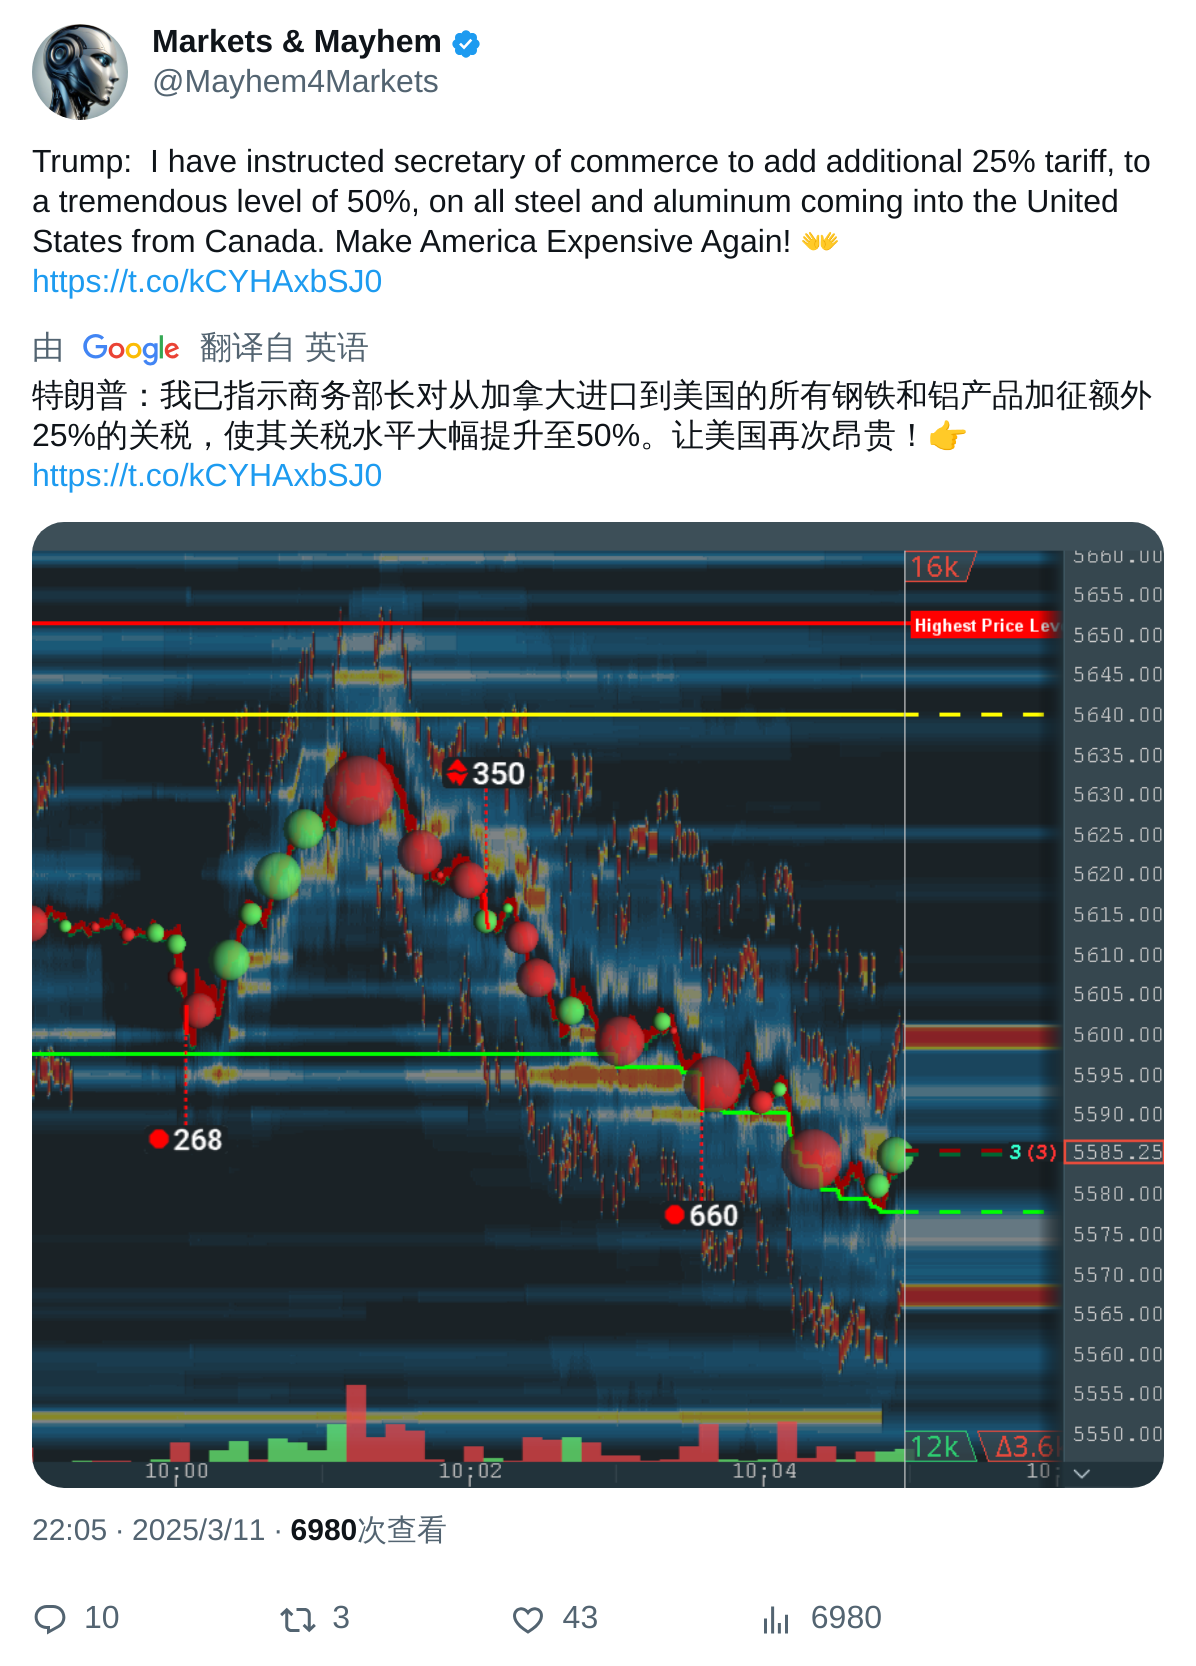 Markets & Mayhem
@Mayhem4Markets
Trump:  I have instructed secretary of commerce to add additional 25% tariff, to
a tremendous level of 50%, on all steel and aluminum coming into the United
States from Canada. Make America Expensive Again! 👐
https://t.co/kCYHAxbSJ0
由 Google 翻译自 英语
特朗普：我已指示商务部长对从加拿大进口到美国的所有钢铁和铝产品加征额外
25%的关税，使其关税水平大幅提升至50%。让美国再次昂贵！👉
https://t.co/kCYHAxbSJ0
5660.00
16k
5655.00
Highest Price Lev
5650.00
5645.00
5640.00
5635.00
350
5630.00
5625.00
5620.00
5615.00
5610.00
5605.00
5600.00
5595.00
5590.00
268
3 (3)
5585.25
5580.00
660
5575.00
5570.00
5565.00
5560.00
5555.00
5550.00
12k
Δ3.6
10:00
10:02
10:04
10:
22:05 · 2025/3/11 · 6980次查看
10
3
43
6980